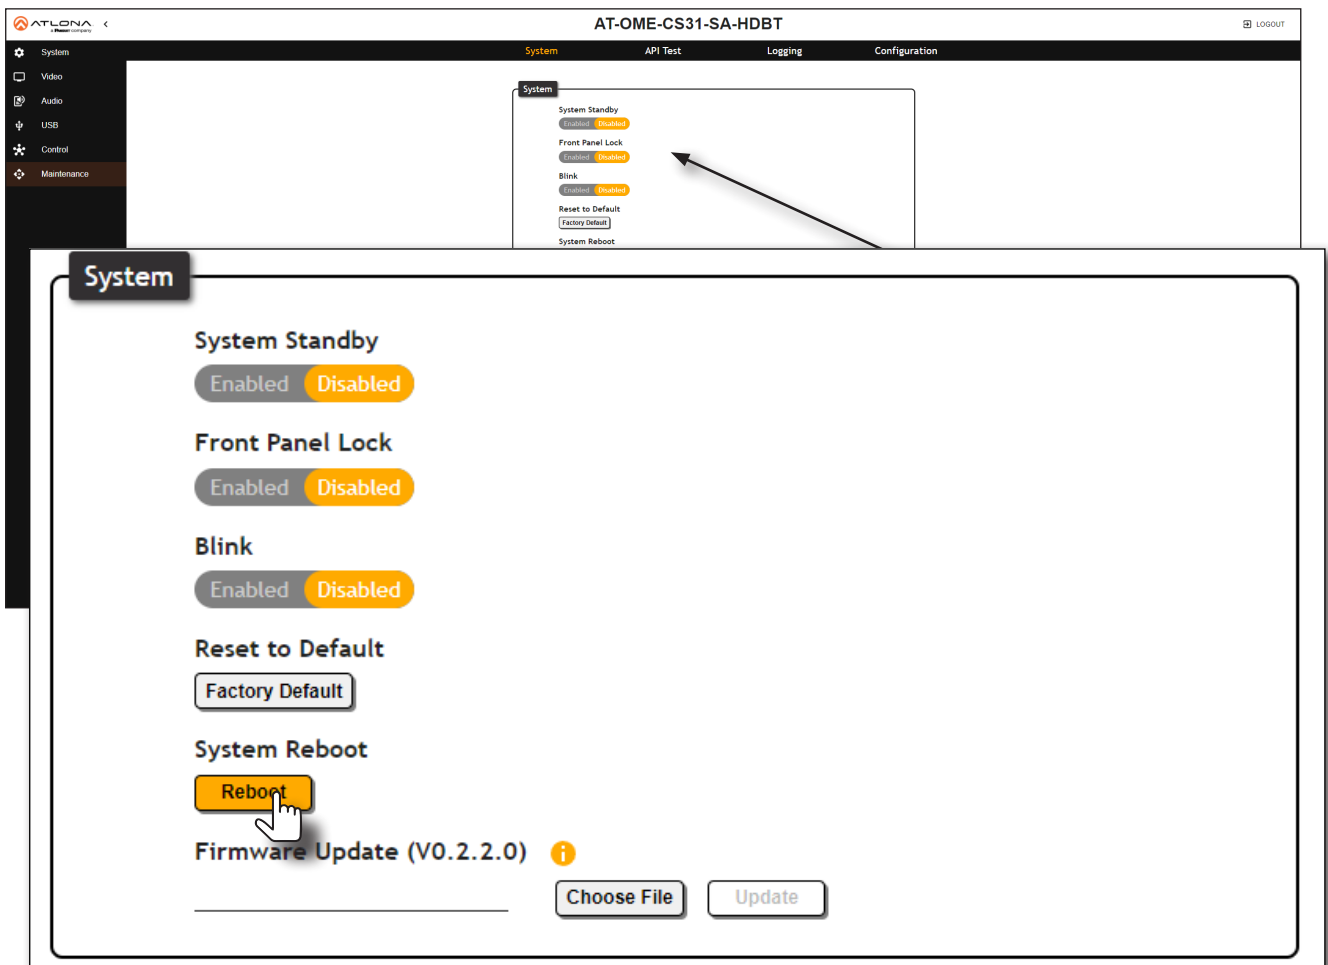 ATLONA
a Panduit company
AT-OME-CS31-SA-HDBT
LOGOUT
System
Video
Audio
USB
Control
Maintenance
System API Test Logging Configuration
System
System Standby
Enabled Disabled
Front Panel Lock
Enabled Disabled
Blink
Enabled Disabled
Reset to Default
Factory Default
System Reboot
System
System Standby
Enabled Disabled
Front Panel Lock
Enabled Disabled
Blink
Enabled Disabled
Reset to Default
Factory Default
System Reboot
Reboot
Firmware Update (V0.2.2.0)
Choose File Update